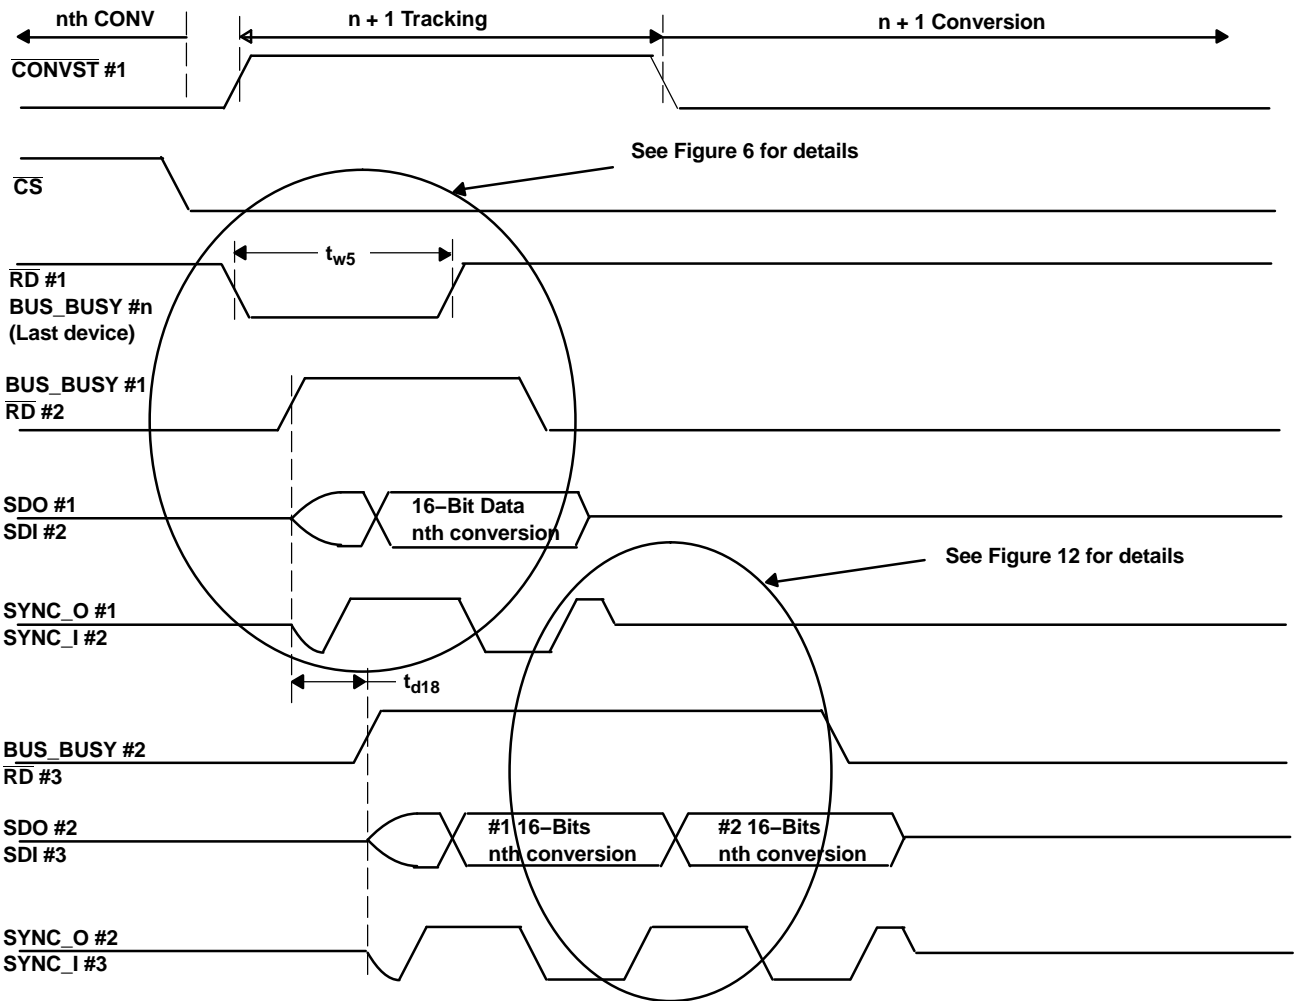 nth CONV
n + 1 Tracking
n + 1 Conversion
CONVST #1
See Figure 6 for details
CS
tw5
RD #1
BUS_BUSY #n
(Last device)
BUS_BUSY #1
RD #2
SDO #1
SDI #2
16−Bit Data
nth conversion
See Figure 12 for details
SYNC_O #1
SYNC_I #2
td18
BUS_BUSY #2
RD #3
SDO #2
SDI #3
#1 16−Bits
nth conversion
#2 16−Bits
nth conversion
SYNC_O #2
SYNC_I #3